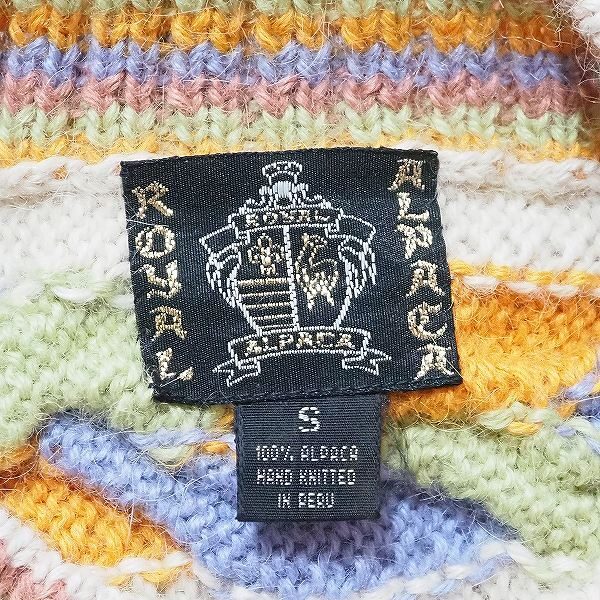 ROYAL
ROYAL
ALPACA
ALPACA
S
100% ALPACA
HAND KNITTED
IN PERU